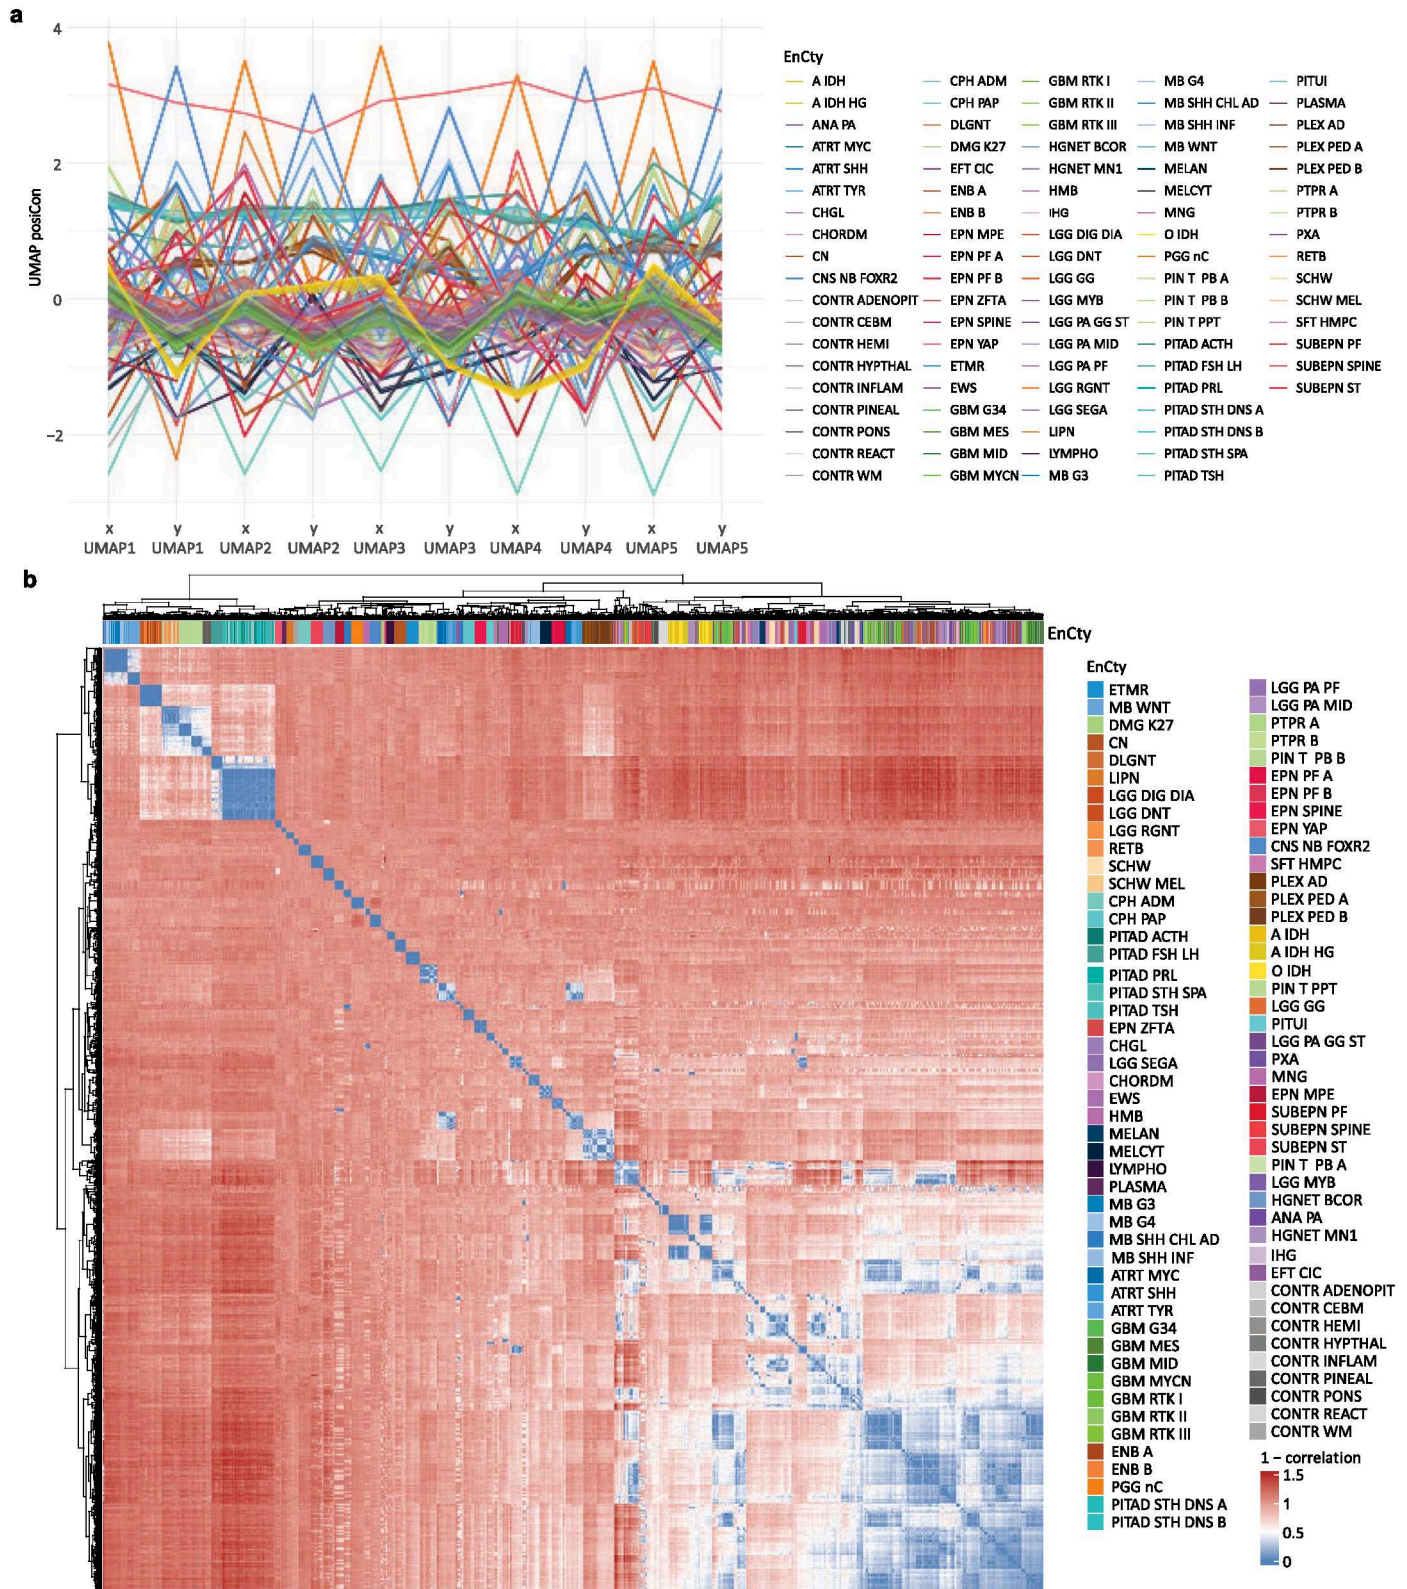 a
4
2
0
−2
UMAP posiCon
x y x y x y x y x y
UMAP1 UMAP1 UMAP2 UMAP2 UMAP3 UMAP3 UMAP4 UMAP4 UMAP5 UMAP5
EnCty
A IDH
A IDH HG
ANA PA
ATRT MYC
ATRT SHH
ATRT TYR
CHGL
CHORDM
CN
CNS NB FOXR2
CONTR ADENOPIT
CONTR CEBM
CONTR HEMI
CONTR HYPTHAL
CONTR INFLAM
CONTR PINEAL
CONTR PONS
CONTR REACT
CONTR WM
CPH ADM
CPH PAP
DLGNT
DMG K27
EFT CIC
ENB A
ENB B
EPN MPE
EPN PF A
EPN PF B
EPN ZFTA
EPN SPINE
EPN YAP
ETMR
EWS
GBM G34
GBM MES
GBM MID
GBM MYCN
GBM RTK I
GBM RTK II
GBM RTK III
HGNET BCOR
HGNET MN1
HMB
IHG
LGG DIG DIA
LGG DNT
LGG GG
LGG MYB
LGG PA GG ST
LGG PA MID
LGG PA PF
LGG RGNT
LGG SEGA
LIPN
LYMPHO
MB G3
MB G4
MB SHH CHL AD
MB SHH INF
MB WNT
MELAN
MELCYT
MNG
O IDH
PGG nC
PIN T  PB A
PIN T  PB B
PIN T PPT
PITAD ACTH
PITAD FSH LH
PITAD PRL
PITAD STH DNS A
PITAD STH DNS B
PITAD STH SPA
PITAD TSH
PITUI
PLASMA
PLEX AD
PLEX PED A
PLEX PED B
PTPR A
PTPR B
PXA
RETB
SCHW
SCHW MEL
SFT HMPC
SUBEPN PF
SUBEPN SPINE
SUBEPN ST
b
EnCty
EnCty
ETMR
MB WNT
DMG K27
CN
DLGNT
LIPN
LGG DIG DIA
LGG DNT
LGG RGNT
RETB
SCHW
SCHW MEL
CPH ADM
CPH PAP
PITAD ACTH
PITAD FSH LH
PITAD PRL
PITAD STH SPA
PITAD TSH
EPN ZFTA
CHGL
LGG SEGA
CHORDM
EWS
HMB
MELAN
MELCYT
LYMPHO
PLASMA
MB G3
MB G4
MB SHH CHL AD
MB SHH INF
ATRT MYC
ATRT SHH
ATRT TYR
GBM G34
GBM MES
GBM MID
GBM MYCN
GBM RTK I
GBM RTK II
GBM RTK III
ENB A
ENB B
PGG nC
PITAD STH DNS A
PITAD STH DNS B
LGG PA PF
LGG PA MID
PTPR A
PTPR B
PIN T  PB B
EPN PF A
EPN PF B
EPN SPINE
EPN YAP
CNS NB FOXR2
SFT HMPC
PLEX AD
PLEX PED A
PLEX PED B
A IDH
A IDH HG
O IDH
PIN T PPT
LGG GG
PITUI
LGG PA GG ST
PXA
MNG
EPN MPE
SUBEPN PF
SUBEPN SPINE
SUBEPN ST
PIN T  PB A
LGG MYB
HGNET BCOR
ANA PA
HGNET MN1
IHG
EFT CIC
CONTR ADENOPIT
CONTR CEBM
CONTR HEMI
CONTR HYPTHAL
CONTR INFLAM
CONTR PINEAL
CONTR PONS
CONTR REACT
CONTR WM
1 − correlation
1.5
1
0.5
0